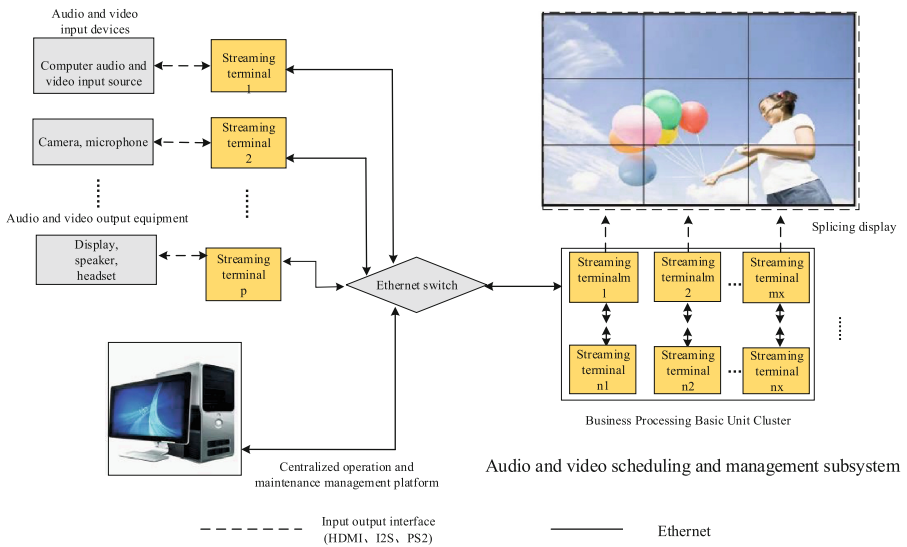 Audio and video
input devices
Computer audio and
video input source
Streaming
terminal
1
Camera, microphone
Streaming
terminal
2
Audio and video output equipment
Display,
speaker,
headset
Streaming
terminal
p
Ethernet switch
Splicing display
Streaming
terminalm
1
Streaming
terminalm
2
...
Streaming
terminal
mx
Streaming
terminal
n1
Streaming
terminal
n2
...
Streaming
terminal
nx
Business Processing Basic Unit Cluster
Centralized operation and
maintenance management platform
Audio and video scheduling and management subsystem
Input output interface
(HDMI、I2S、PS2)
Ethernet